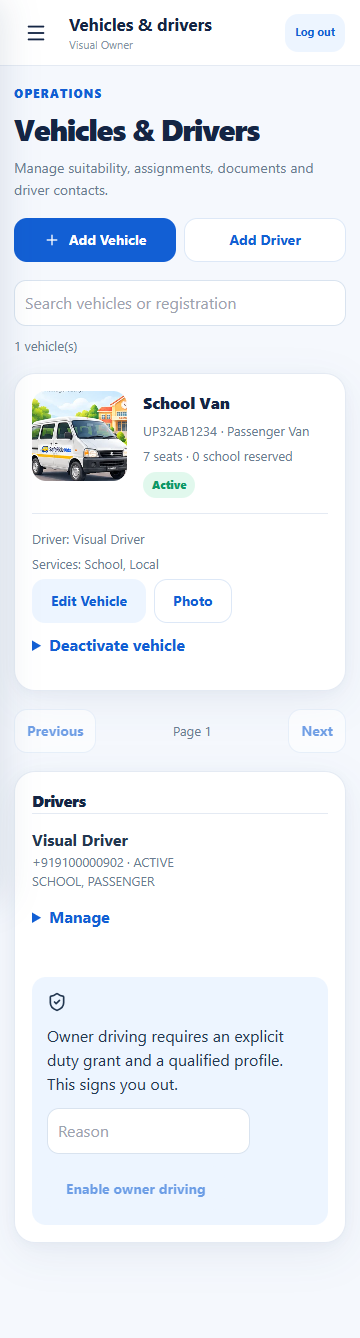 Vehicles & drivers
Visual Owner
Log out
OPERATIONS
Vehicles & Drivers
Manage suitability, assignments, documents and
driver contacts.
+ Add Vehicle
Add Driver
Search vehicles or registration
1 vehicle(s)
School Van
UP32AB1234 · Passenger Van
7 seats · 0 school reserved
Active
Driver: Visual Driver
Services: School, Local
Edit Vehicle
Photo
Deactivate vehicle
Previous
Page 1
Next
Drivers
Visual Driver
+919100000902 · ACTIVE
SCHOOL, PASSENGER
Manage
Owner driving requires an explicit
duty grant and a qualified profile.
This signs you out.
Reason
Enable owner driving